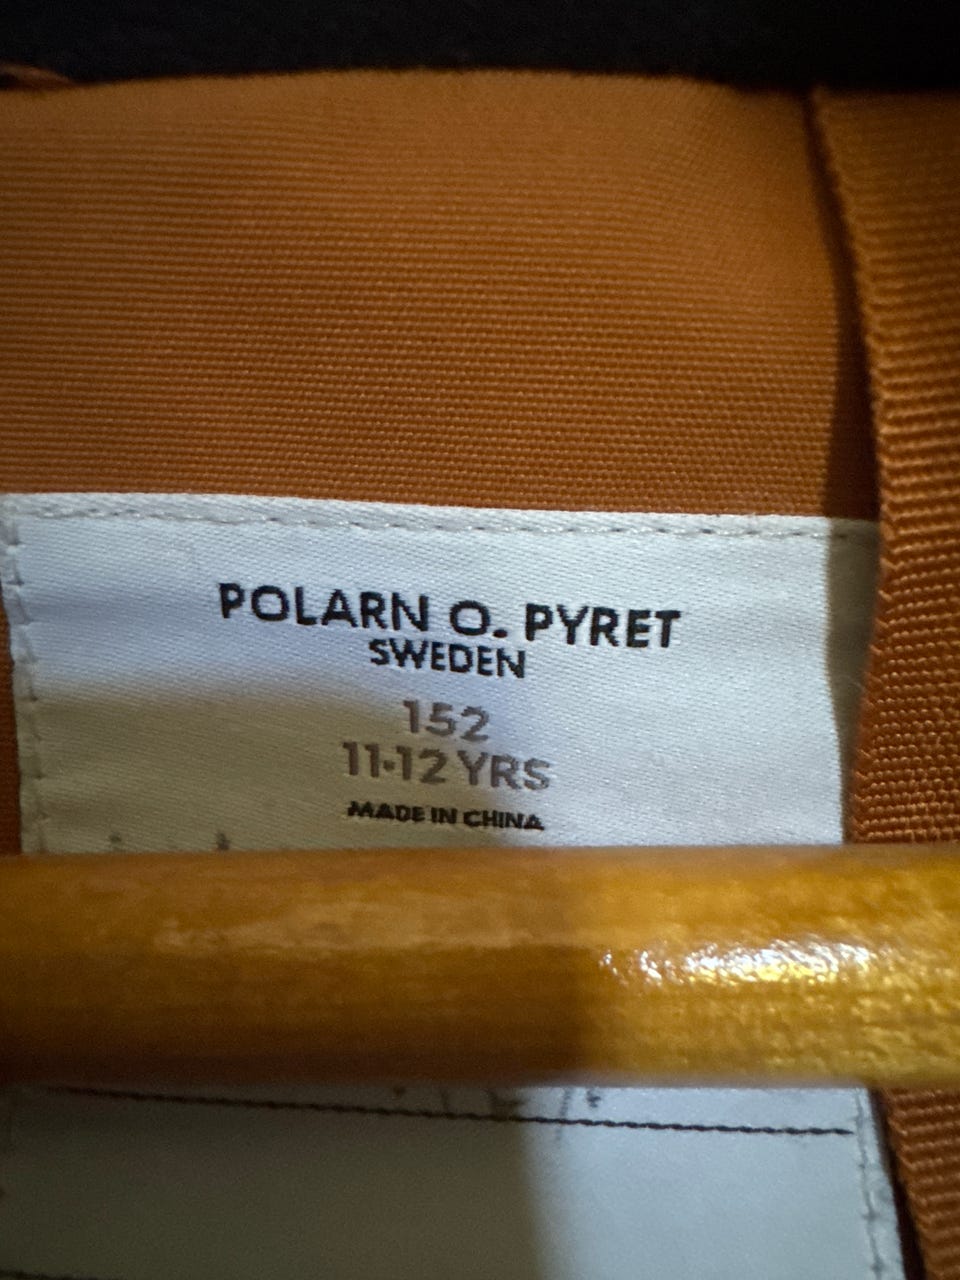 POLARN O. PYRET
SWEDEN
152
11-12 YRS
MADE IN CHINA